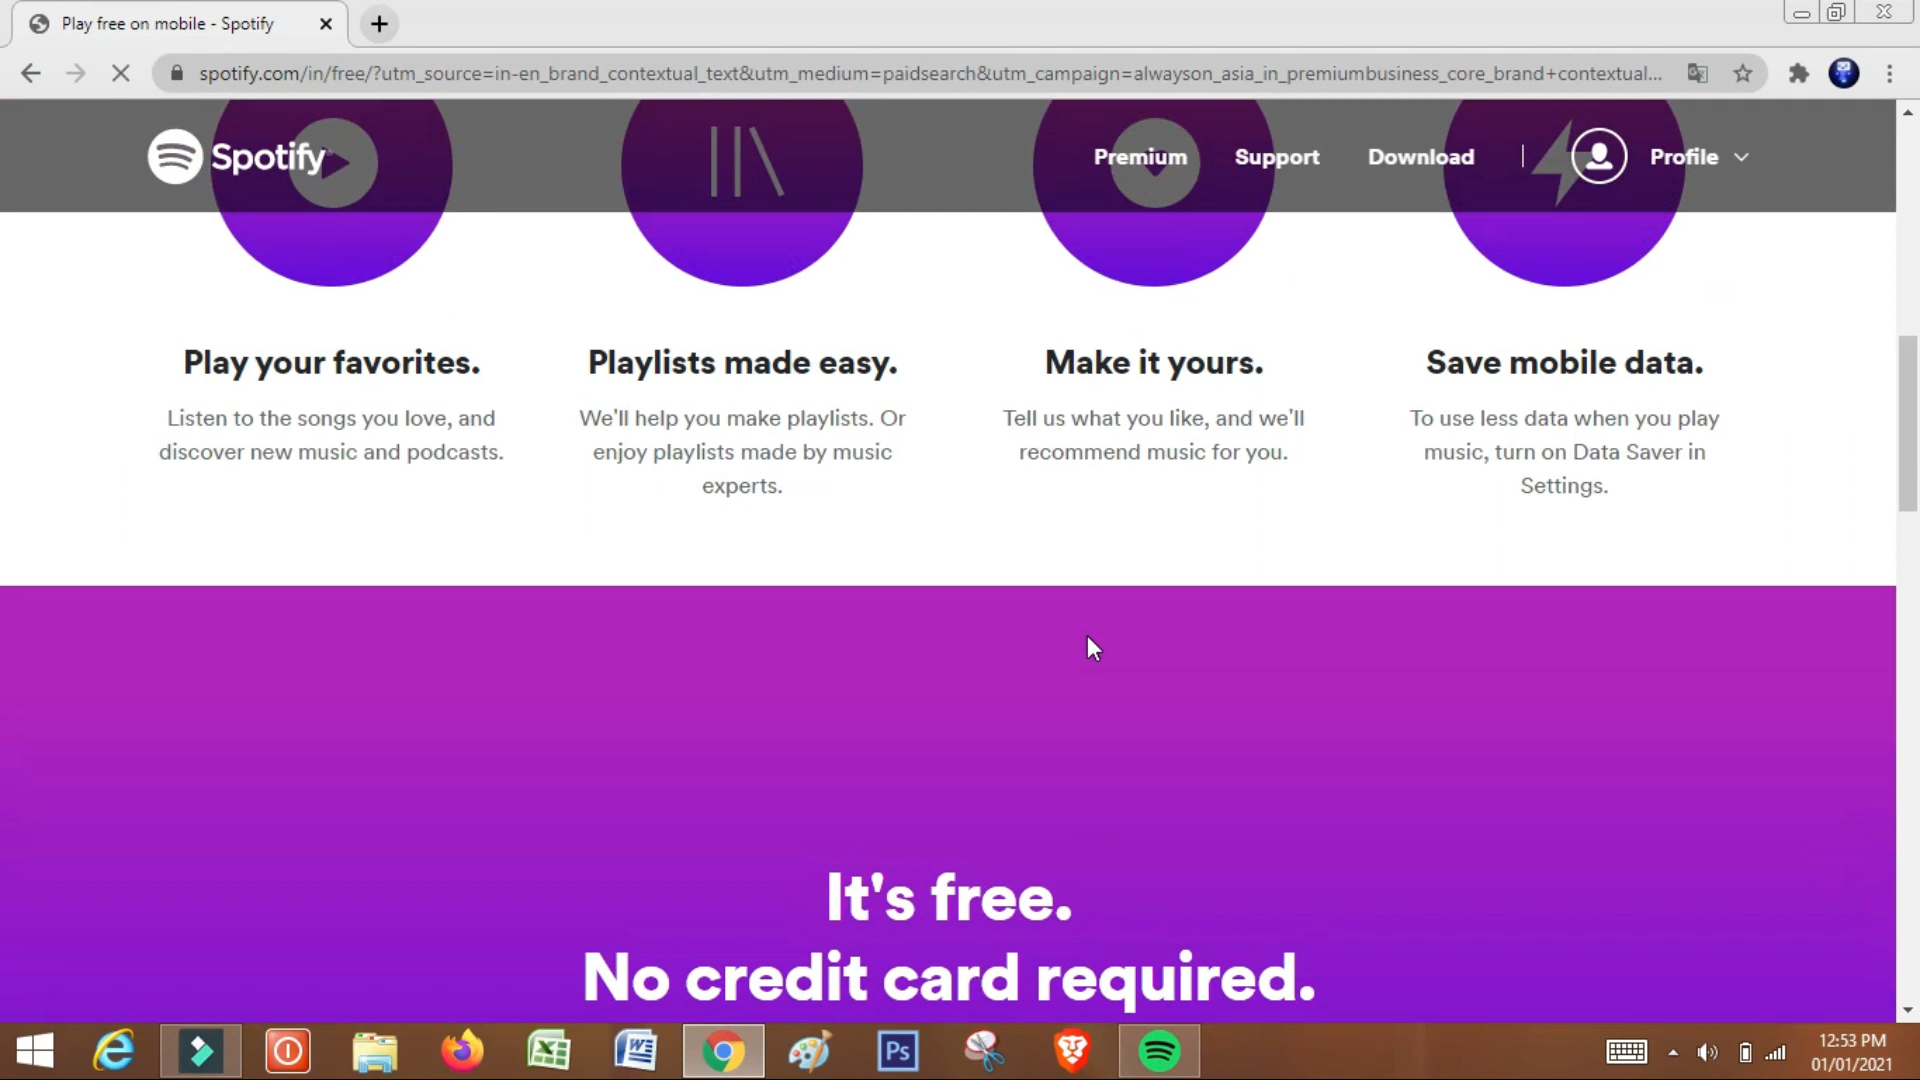 Play free on mobile - Spotify
spotify.com/in/free/?utm_source=in-en_brand_contextual_text&utm_medium=paidsearch&utm_campaign=alwayson_asia_in_premiumbusiness_core_brand+contextual...
Spotify
Premium
Support
Download
Profile
Play your favorites.
Listen to the songs you love, and
discover new music and podcasts.
Playlists made easy.
We'll help you make playlists. Or
enjoy playlists made by music
experts.
Make it yours.
Tell us what you like, and we'll
recommend music for you.
Save mobile data.
To use less data when you play
music, turn on Data Saver in
Settings.
It's free.
No credit card required.
Ps
12:53 PM
01/01/2021